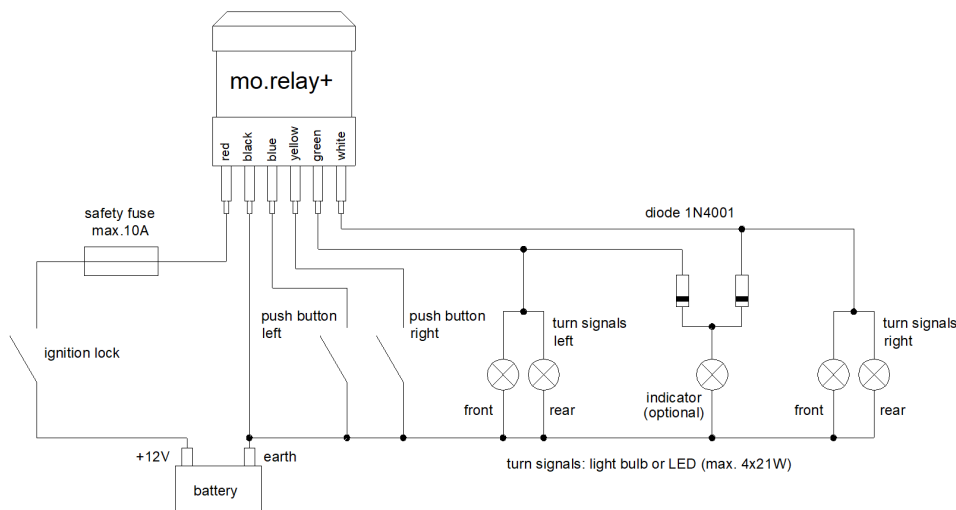 mo.relay+
red
black
blue
yellow
green
white
safety fuse
max.10A
diode 1N4001
ignition lock
push button
left
push button
right
turn signals
left
turn signals
right
front
rear
indicator
(optional)
front
rear
+12V
earth
battery
turn signals: light bulb or LED (max. 4x21W)